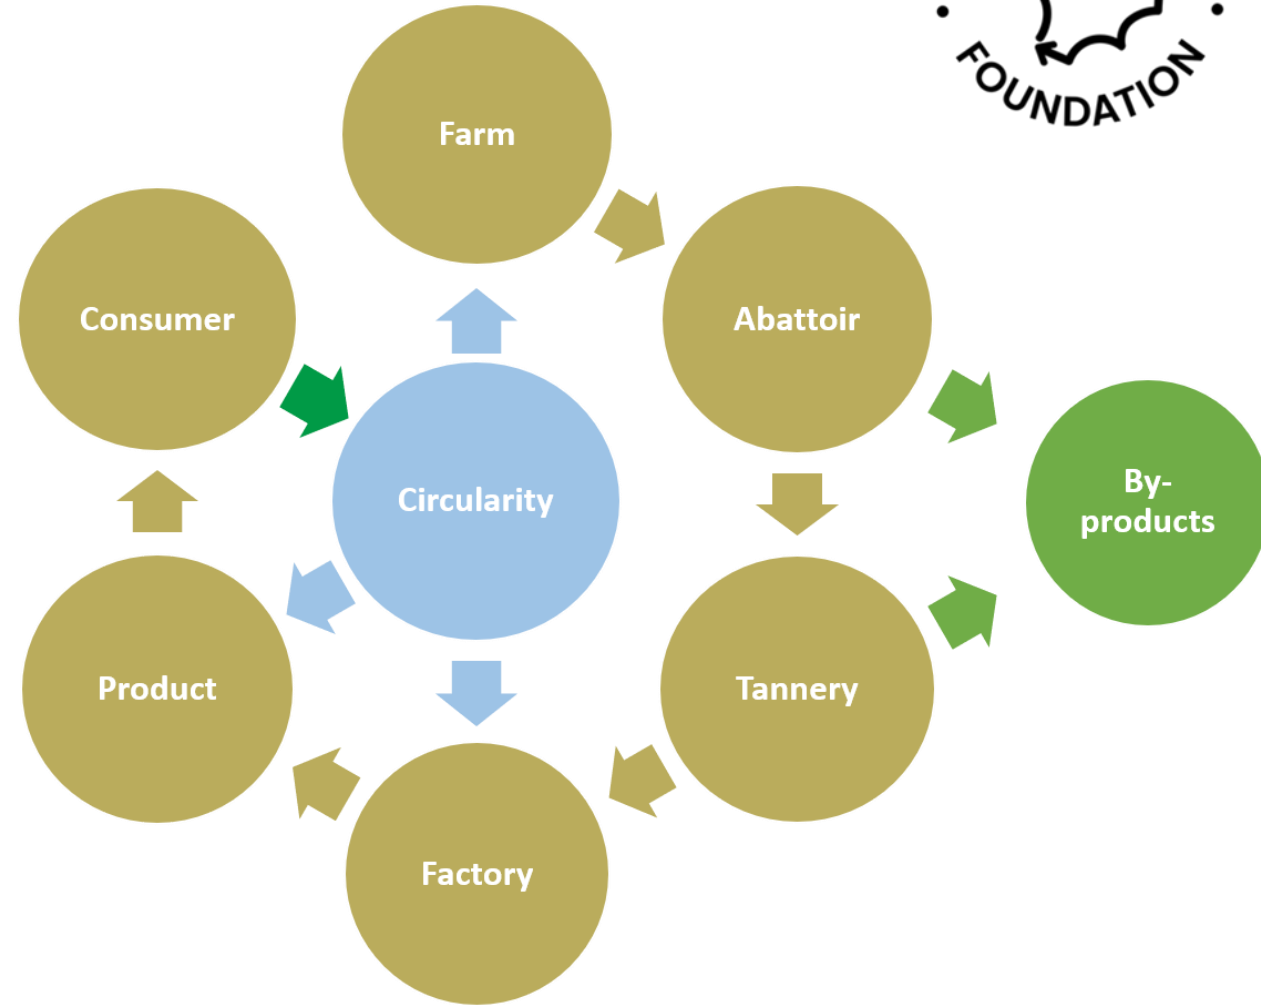 FOUNDATION
Farm
Consumer
Abattoir
Circularity
By-
products
Product
Tannery
Factory